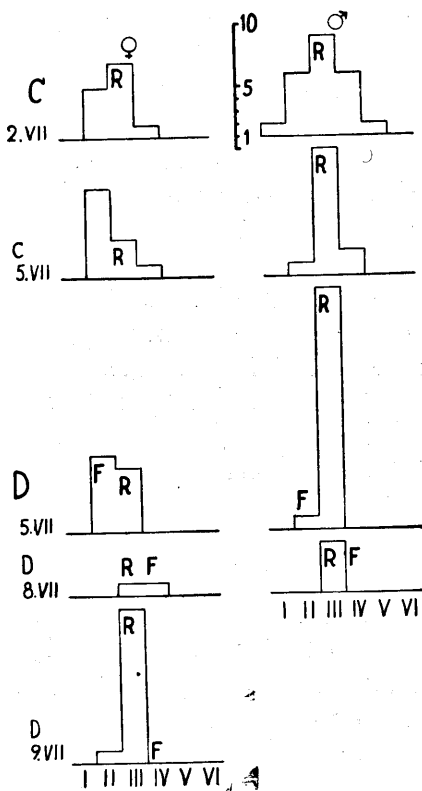 ♀ 10 ♂
R R
C 5
2.VII 1
R
C R
5.VII
R
F
D R
5.VII F
D R F R F
8.VII
I II III IV V VI
R
D
9.VII F
I II III IV V VI